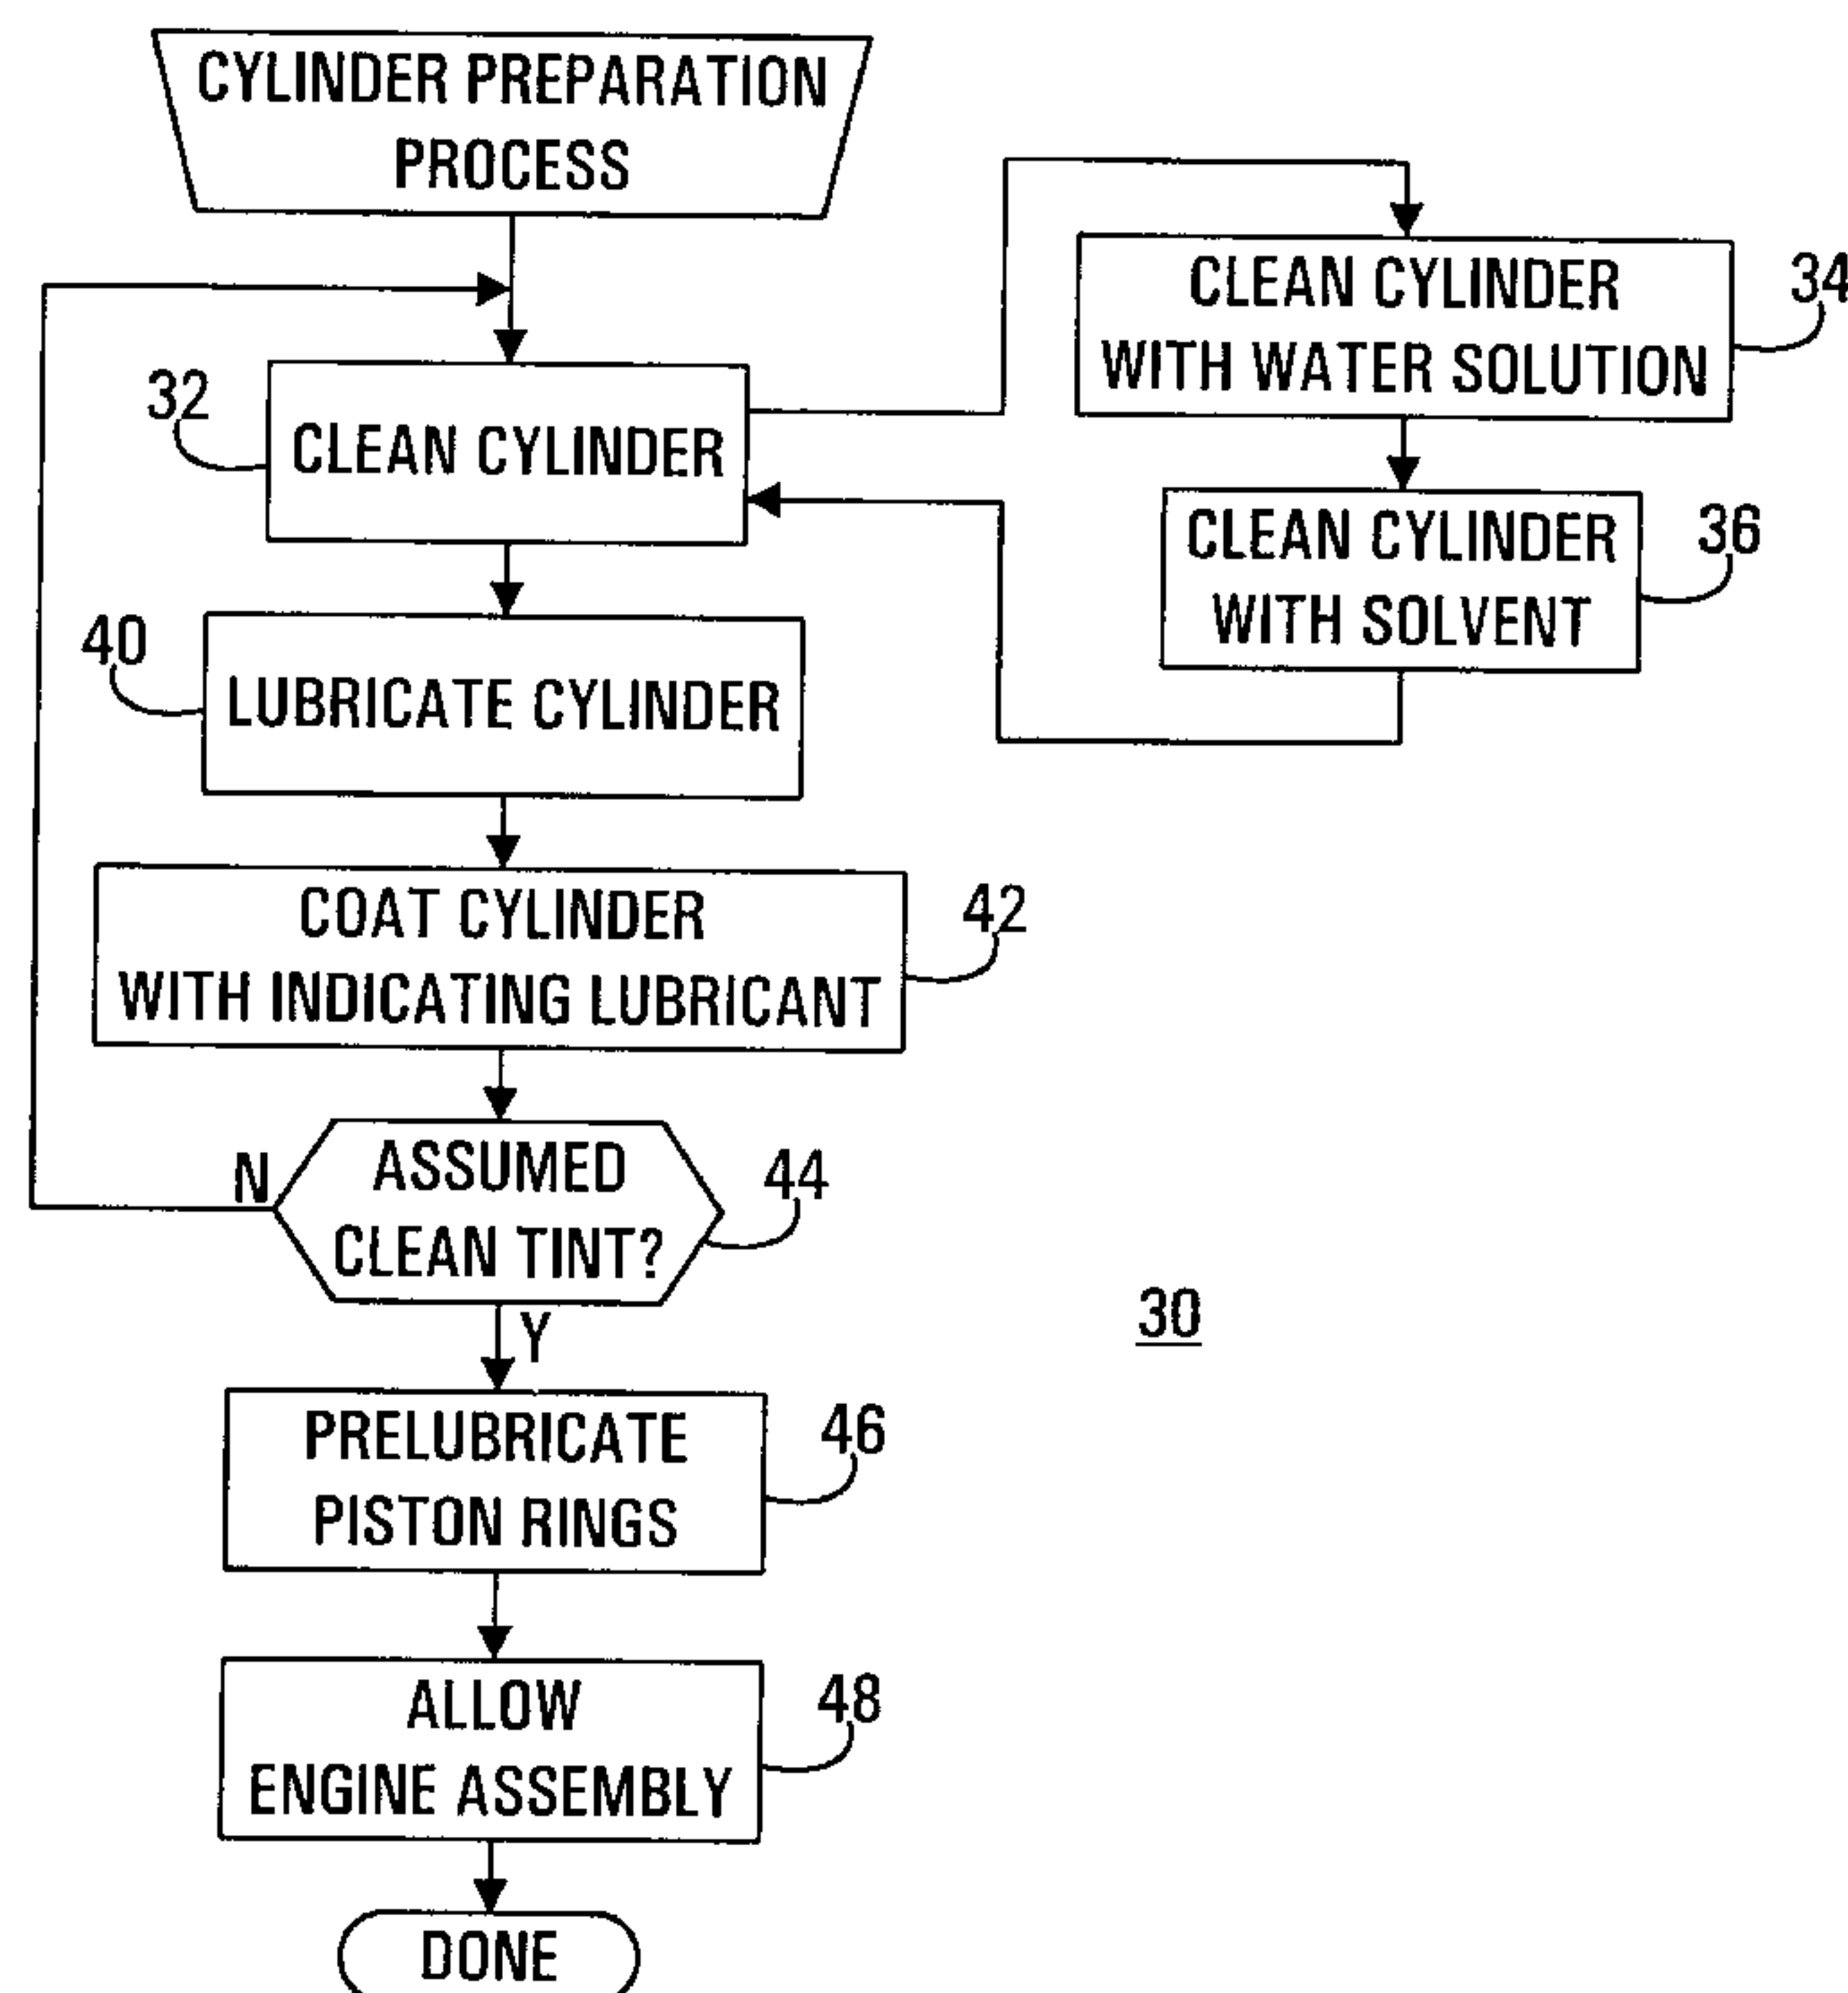 CYLINDER PREPARATION
PROCESS
32
CLEAN CYLINDER
CLEAN CYLINDER
WITH WATER SOLUTION
34
CLEAN CYLINDER
WITH SOLVENT
36
40
LUBRICATE CYLINDER
COAT CYLINDER
WITH INDICATING LUBRICANT
42
N
ASSUMED
CLEAN TINT?
44
Y
30
PRELUBRICATE
PISTON RINGS
46
ALLOW
ENGINE ASSEMBLY
48
DONE